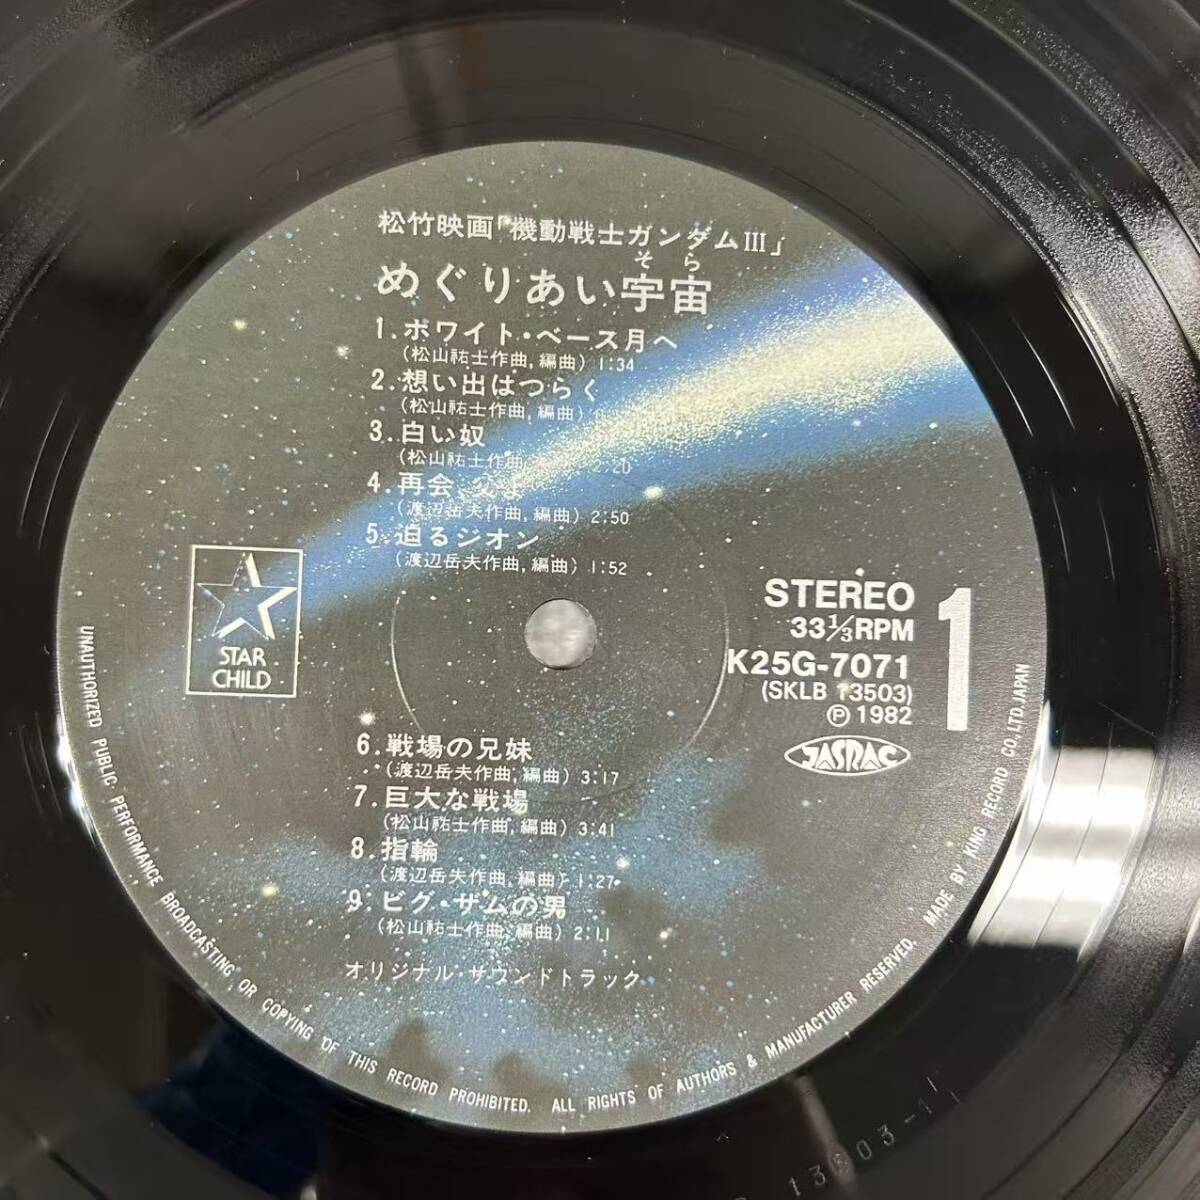 松竹映画「機動戦士ガンダムIII」
そら
めぐりあい宇宙
1.ホワイト・ベース月へ
(松山祐士作曲,編曲) 1:34
2.想い出はつらく
(松山祐士作曲,編曲)
3.白い奴
(松山祐士作曲 2:20
4.再会、父よ
(渡辺岳夫作曲,編曲) 2:50
5.迫るジオン
(渡辺岳夫作曲,編曲) 1:52
STAR
CHILD
STEREO
33⅓RPM
K25G-7071
(SKLB 13503)
Ⓟ 1982
1
JASRAC
6.戦場の兄妹
(渡辺岳夫作曲,編曲) 3:17
7.巨大な戦場
(松山祐士作曲,編曲) 3:41
8.指輪
(渡辺岳夫作曲,編曲) 1:27
9.ビグ・ザムの男
(松山祐士作曲,編曲) 2:11
オリジナル・サウンドトラック
UNAUTHORIZED PUBLIC PERFORMANCE BROADCASTING OR COPYING OF THIS RECORD PROHIBITED. ALL RIGHTS OF AUTHORS & MANUFACTURER RESERVED. MADE BY KING RECORD CO.,LTD.JAPAN